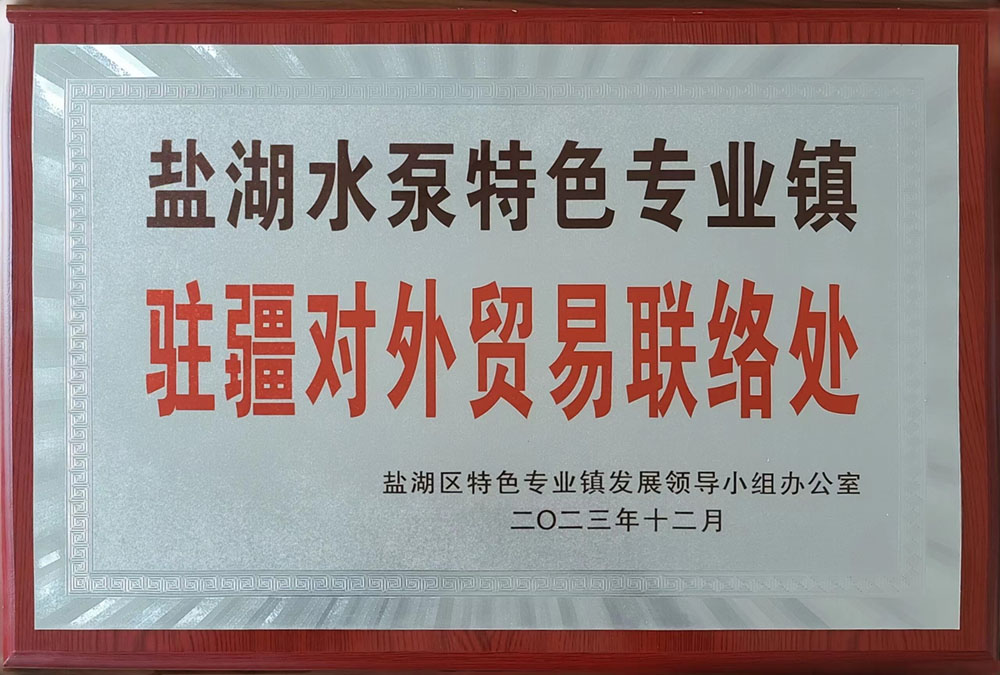 盐湖水泵特色专业镇
驻疆对外贸易联络处
盐湖区特色专业镇发展领导小组办公室
二〇二三年十二月